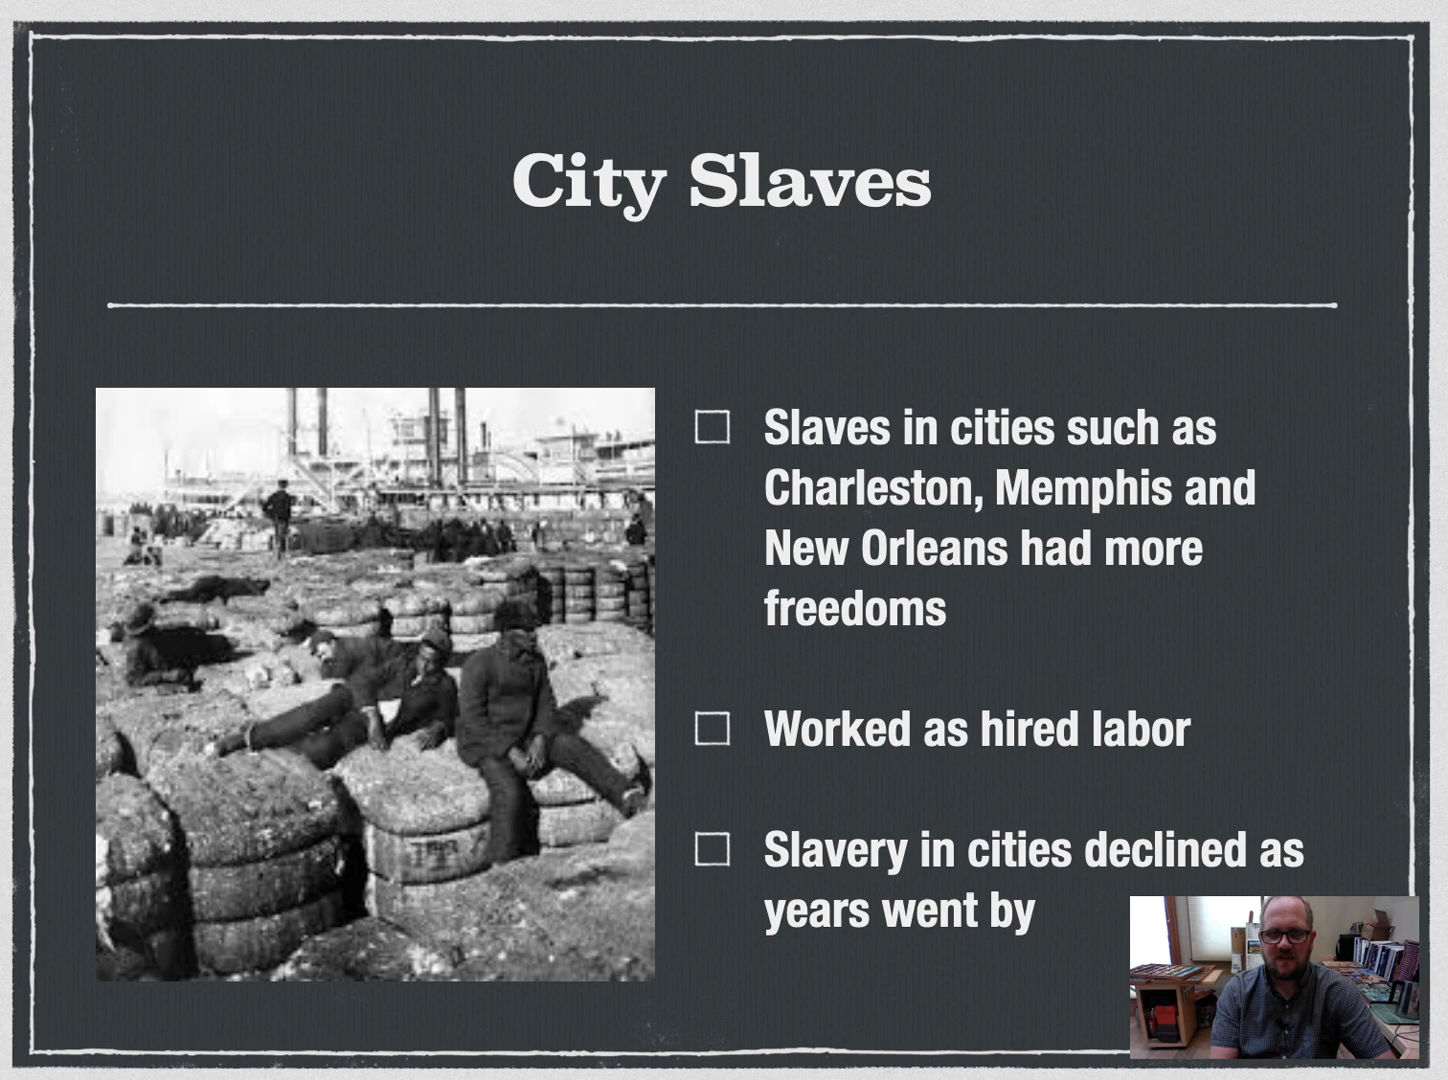 City Slaves
Slaves in cities such as
Charleston, Memphis and
New Orleans had more
freedoms
Worked as hired labor
Slavery in cities declined as
years went by